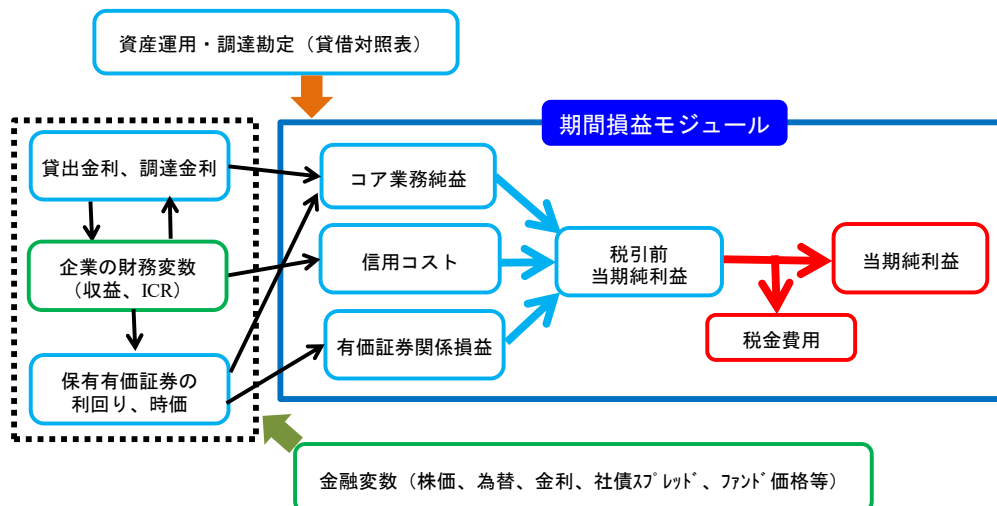 資産運用・調達勘定（貸借対照表）
期間損益モジュール
貸出金利、調達金利
コア業務純益
企業の財務変数
（収益、ICR）
信用コスト
税引前
当期純利益
当期純利益
税金費用
有価証券関係損益
保有有価証券の
利回り、時価
金融変数（株価、為替、金利、社債ｽﾌﾟﾚｯﾄﾞ、ﾌｧﾝﾄﾞ価格等）